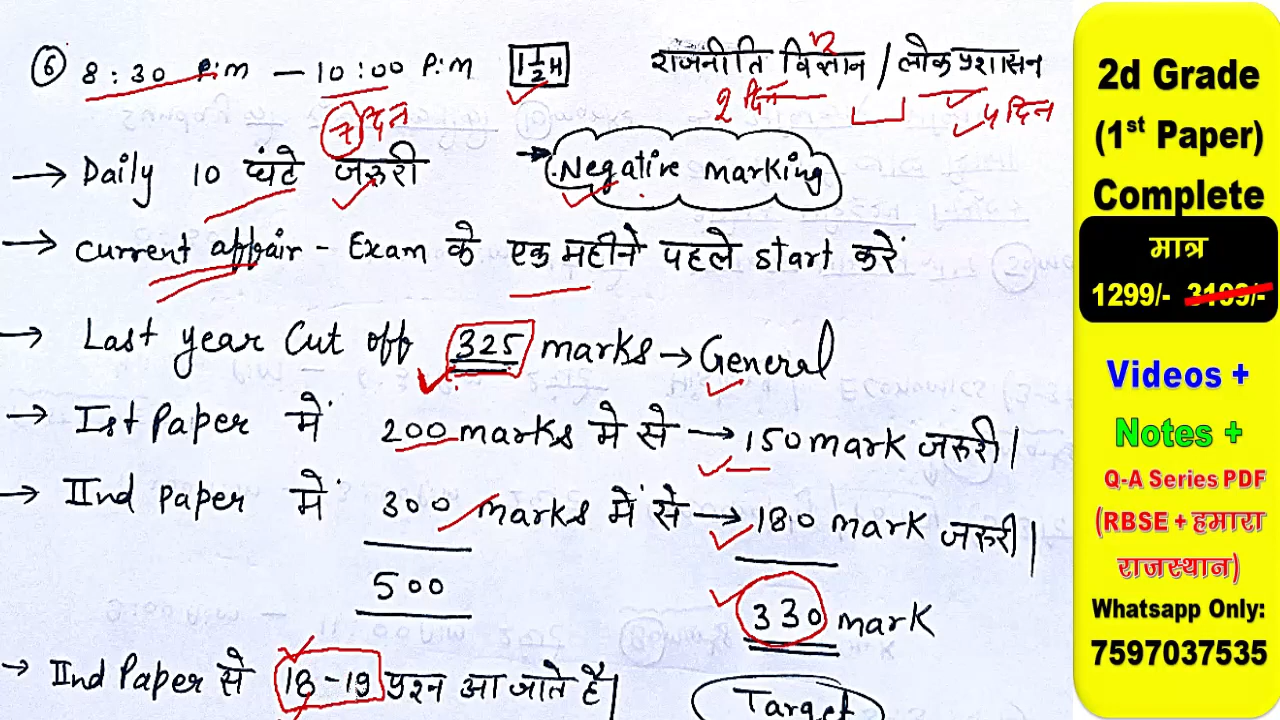 ⑥ 8:30 P.M — 10:00 P.M 1½H राजनीति विज्ञान / लोक प्रशासन
7 दिन 2 दिन 5 दिन
→ Daily 10 घंटे जरुरी → Negative marking
→ Current affair - Exam के एक महीने पहले start करें
→ Last year Cut off 325 marks → General
→ Ist Paper में 200 marks में से → 150 mark जरुरी।
→ IInd Paper में 300 marks में से → 180 mark जरुरी।
500 330 mark
→ IInd Paper से 18-19 प्रश्न आ जाते हैं।
Target
2d Grade
(1st Paper)
Complete
मात्र
1299/- 3199/-
Videos +
Notes +
Q-A Series PDF
(RBSE + हमारा
राजस्थान)
Whatsapp Only:
7597037535